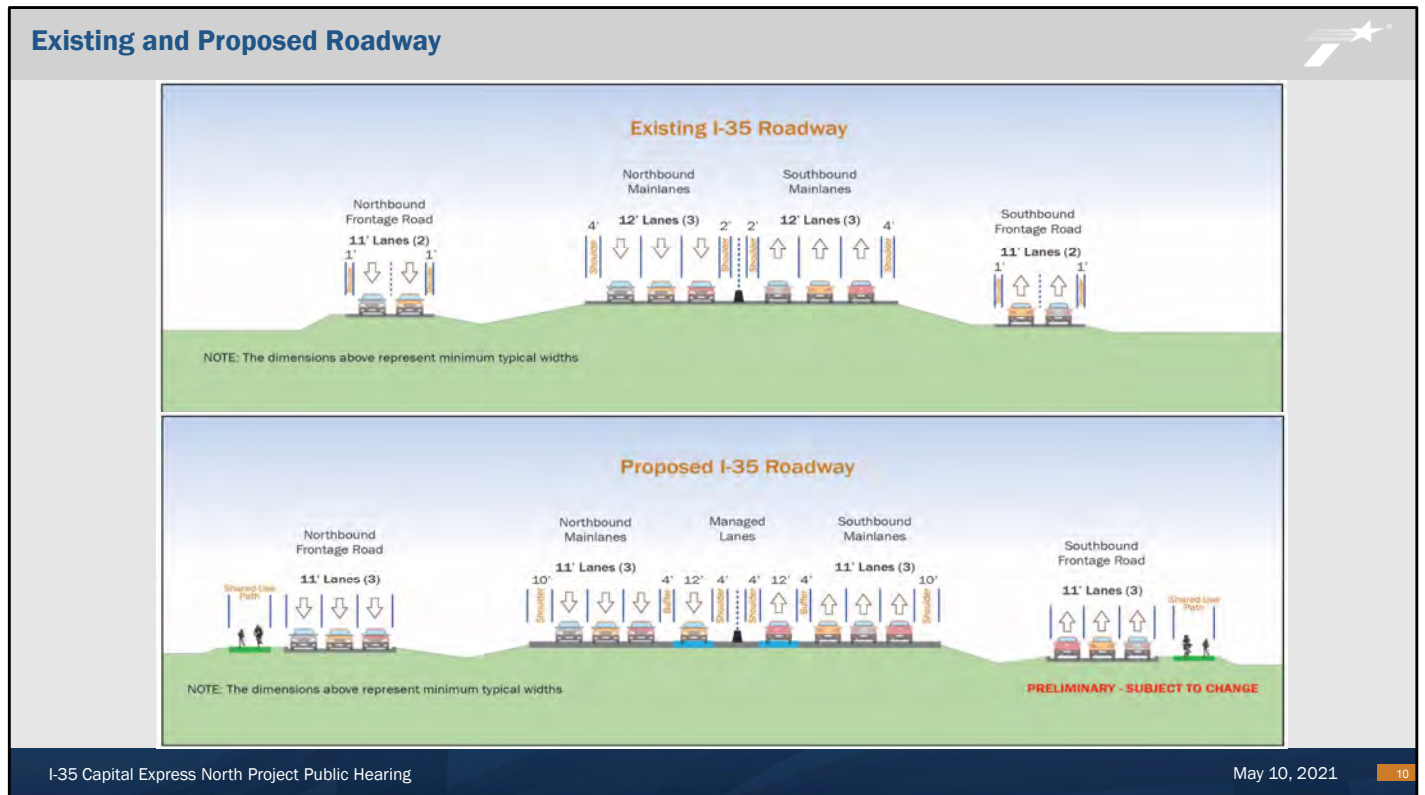 Existing and Proposed Roadway
Existing I-35 Roadway
Northbound
Frontage Road
11' Lanes (2)
1' 1'
Northbound
Mainlanes
4' 12' Lanes (3) 2'
Shoulder Shoulder
Southbound
Mainlanes
2' 12' Lanes (3) 4'
Shoulder Shoulder
Southbound
Frontage Road
11' Lanes (2)
1' 1'
NOTE: The dimensions above represent minimum typical widths
Proposed I-35 Roadway
Shared-Use
Path
Northbound
Frontage Road
11' Lanes (3)
Northbound
Mainlanes
11' Lanes (3)
10' 4' 12' 4'
Shoulder Buffer Shoulder
Managed
Lanes
4' 12' 4'
Shoulder Buffer
Southbound
Mainlanes
11' Lanes (3)
10'
Shoulder
Southbound
Frontage Road
11' Lanes (3)
Shared-Use
Path
NOTE: The dimensions above represent minimum typical widths
PRELIMINARY - SUBJECT TO CHANGE
I-35 Capital Express North Project Public Hearing
May 10, 2021
10